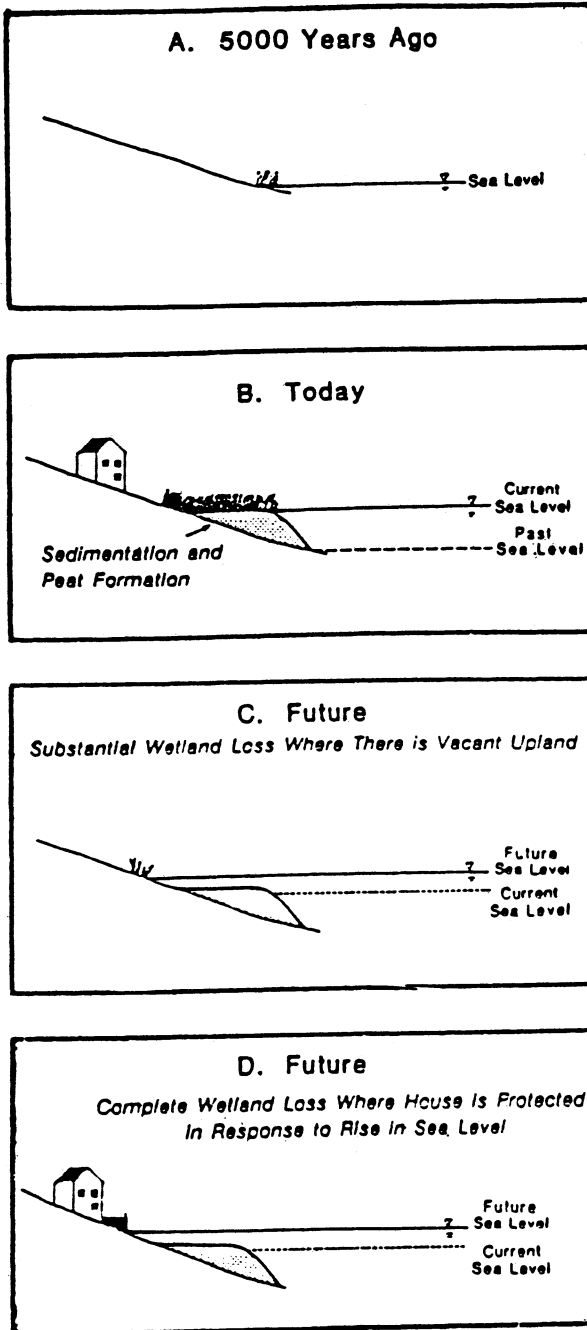 A. 5000 Years Ago
Sea Level
B. Today
Current
Sea Level
Past
Sea Level
Sedimentation and
Peat Formation
C. Future
Substantial Wetland Loss Where There is Vacant Upland
Future
Sea Level
Current
Sea Level
D. Future
Complete Wetland Loss Where House is Protected
in Response to Rise in Sea Level
Future
Sea Level
Current
Sea Level